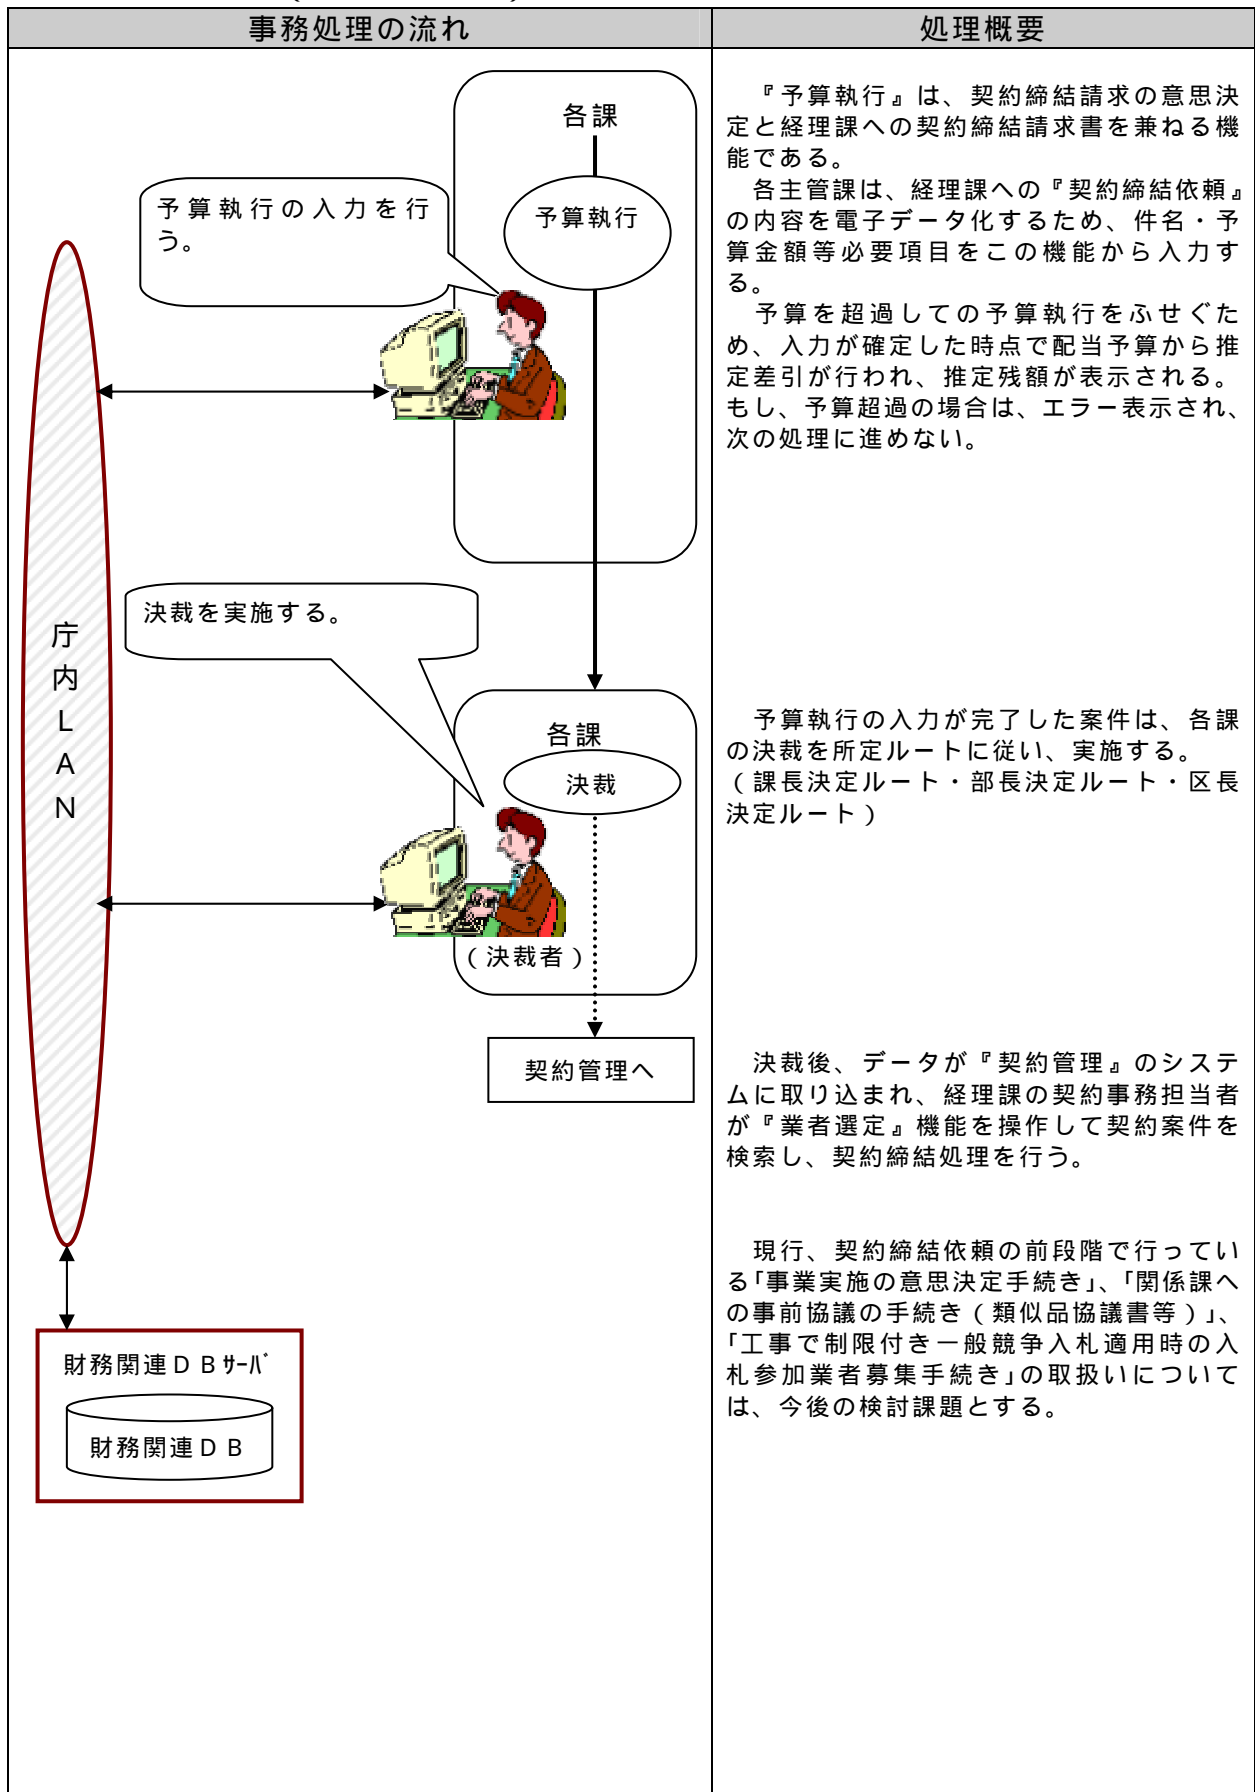 事務処理の流れ
処理概要
各課
予算執行
予算執行の入力を行
う。
決裁を実施する。
庁
内
L
A
N
各課
決裁
(決裁者)
契約管理へ
財務関連DBｻｰﾊﾞ
財務関連DB
『予算執行』は、契約締結請求の意思決
定と経理課への契約締結請求書を兼ねる機
能である。
各主管課は、経理課への『契約締結依頼』
の内容を電子データ化するため、件名・予
算金額等必要項目をこの機能から入力す
る。
予算を超過しての予算執行をふせぐた
め、入力が確定した時点で配当予算から推
定差引が行われ、推定残額が表示される。
もし、予算超過の場合は、エラー表示され、
次の処理に進めない。
予算執行の入力が完了した案件は、各課
の決裁を所定ルートに従い、実施する。
(課長決定ルート・部長決定ルート・区長
決定ルート)
決裁後、データが『契約管理』のシステ
ムに取り込まれ、経理課の契約事務担当者
が『業者選定』機能を操作して契約案件を
検索し、契約締結処理を行う。
現行、契約締結依頼の前段階で行ってい
る「事業実施の意思決定手続き」、「関係課へ
の事前協議の手続き(類似品協議書等)」、
「工事で制限付き一般競争入札適用時の入
札参加業者募集手続き」の取扱いについて
は、今後の検討課題とする。